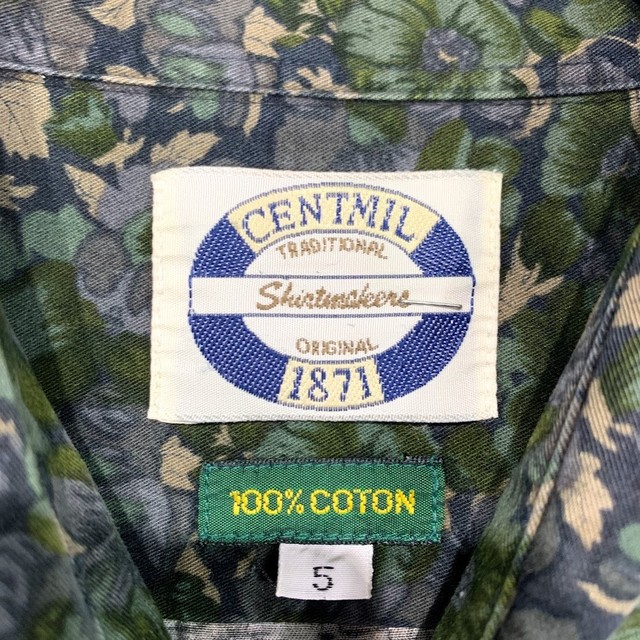 CENTMIL
TRADITIONAL
Shirtmakers
ORIGINAL
1871
100% COTON
5